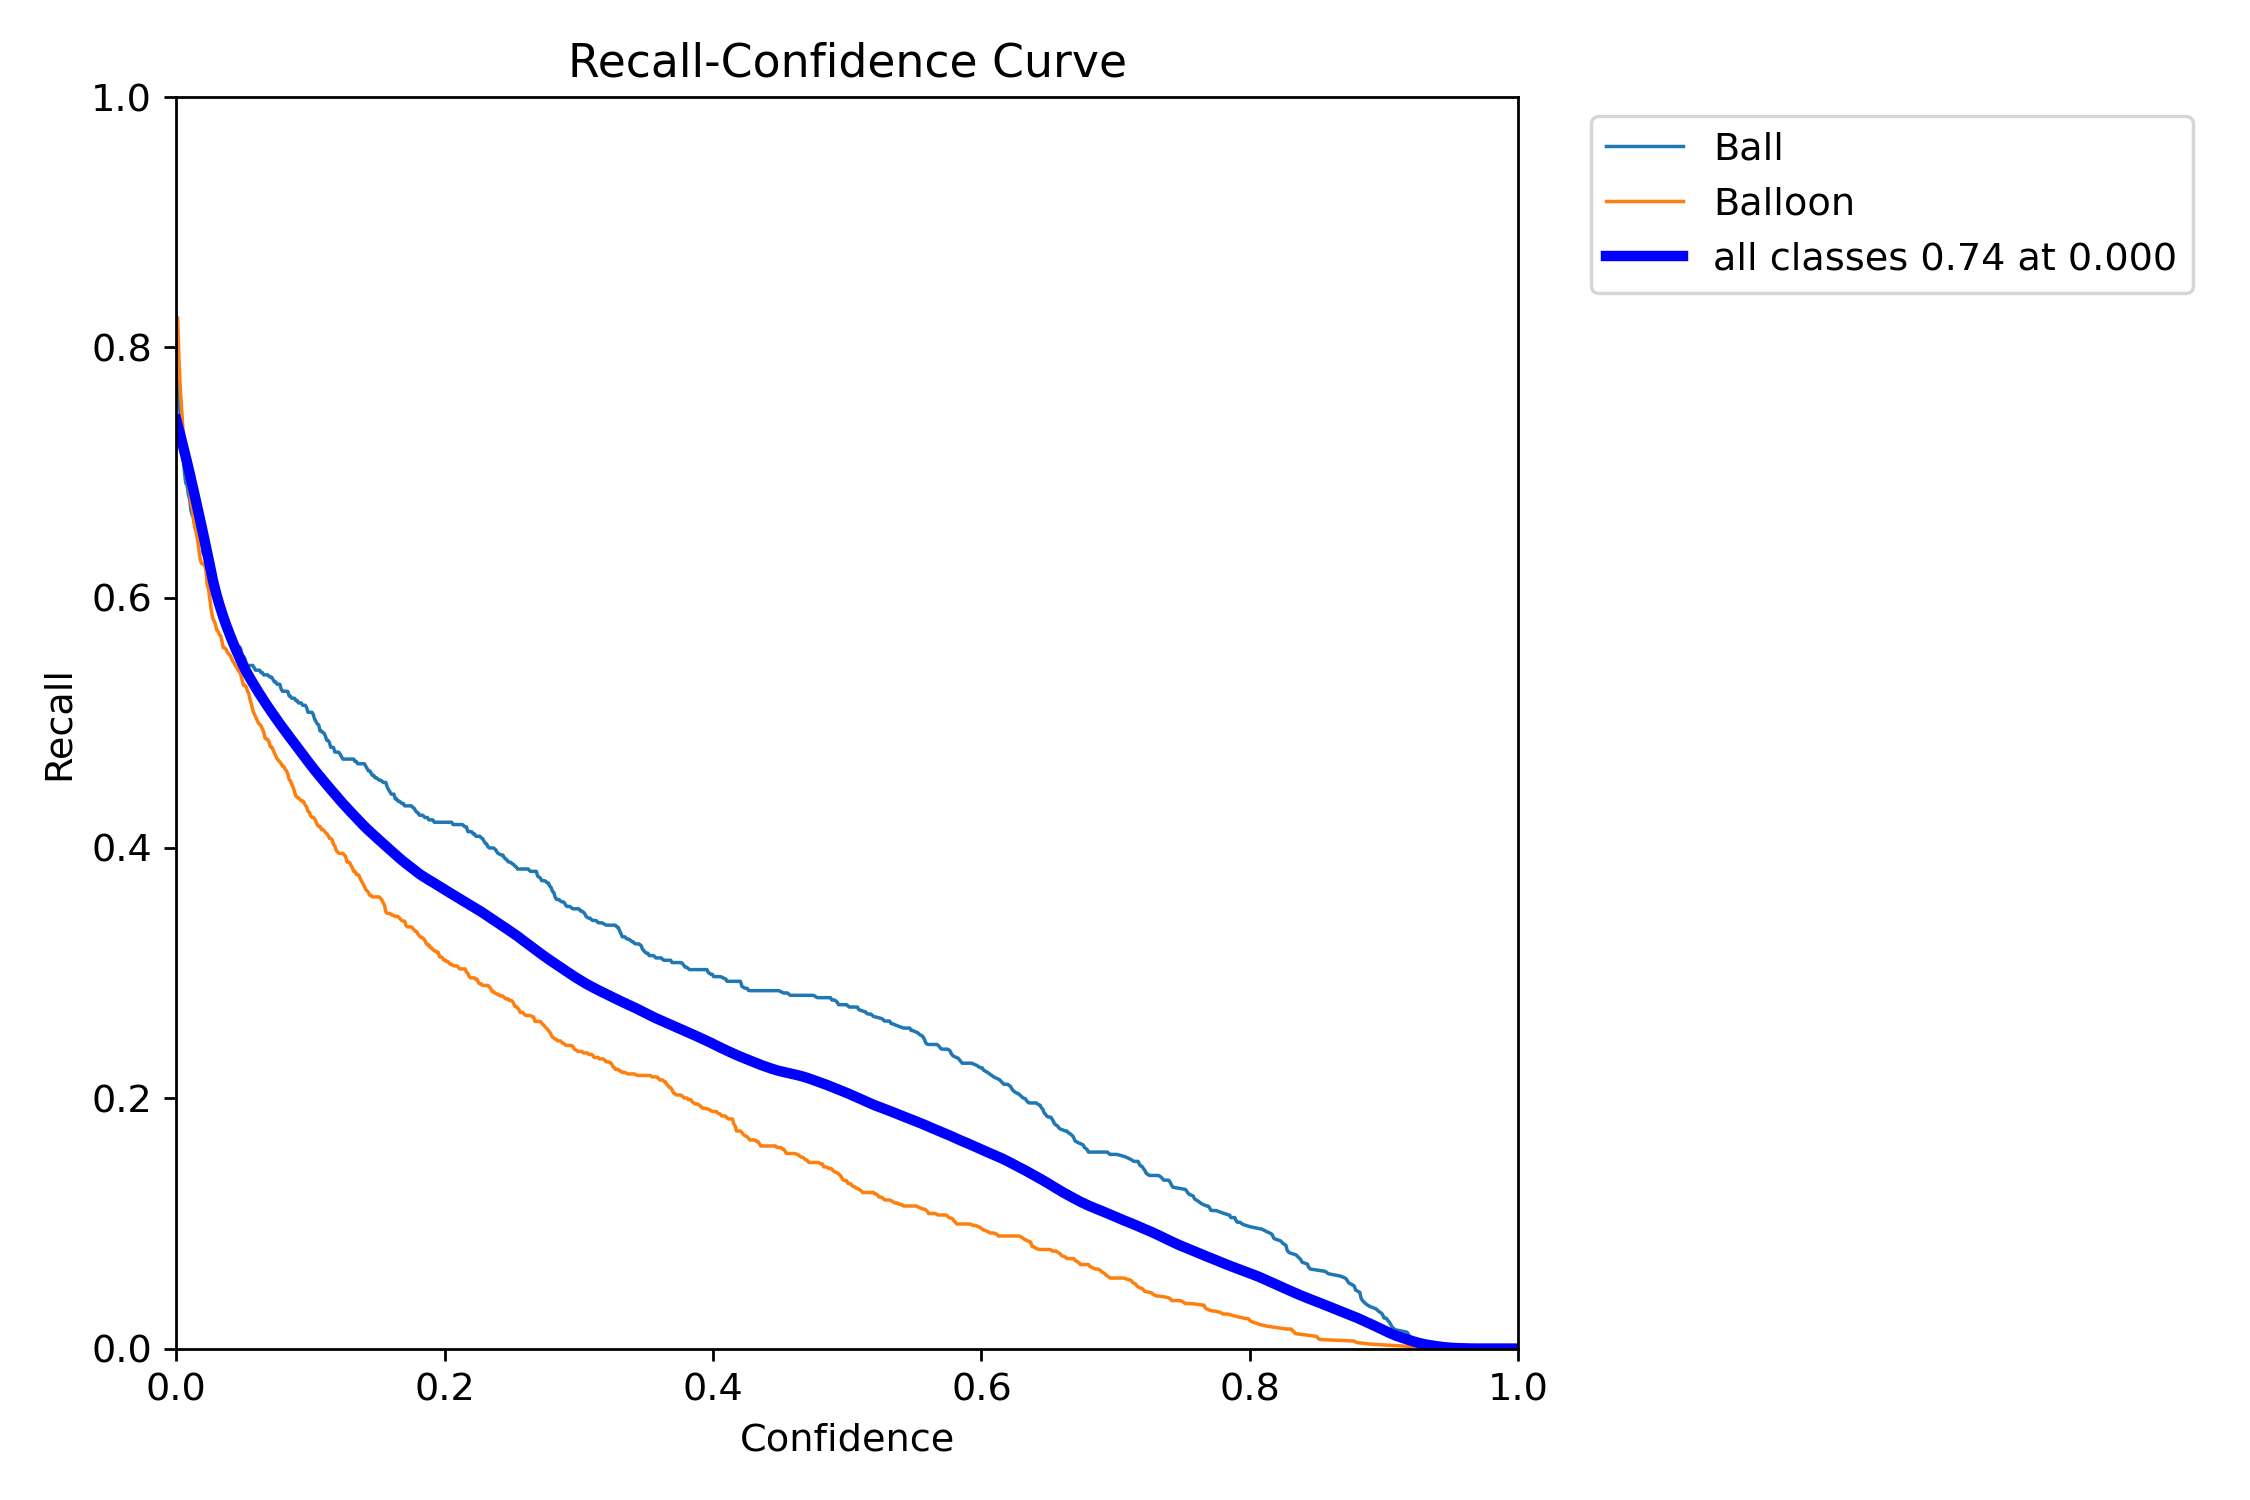 Recall-Confidence Curve
1.0
0.8
0.6
0.4
0.2
0.0
Recall
0.0 0.2 0.4 0.6 0.8 1.0
Confidence
Ball
Balloon
all classes 0.74 at 0.000